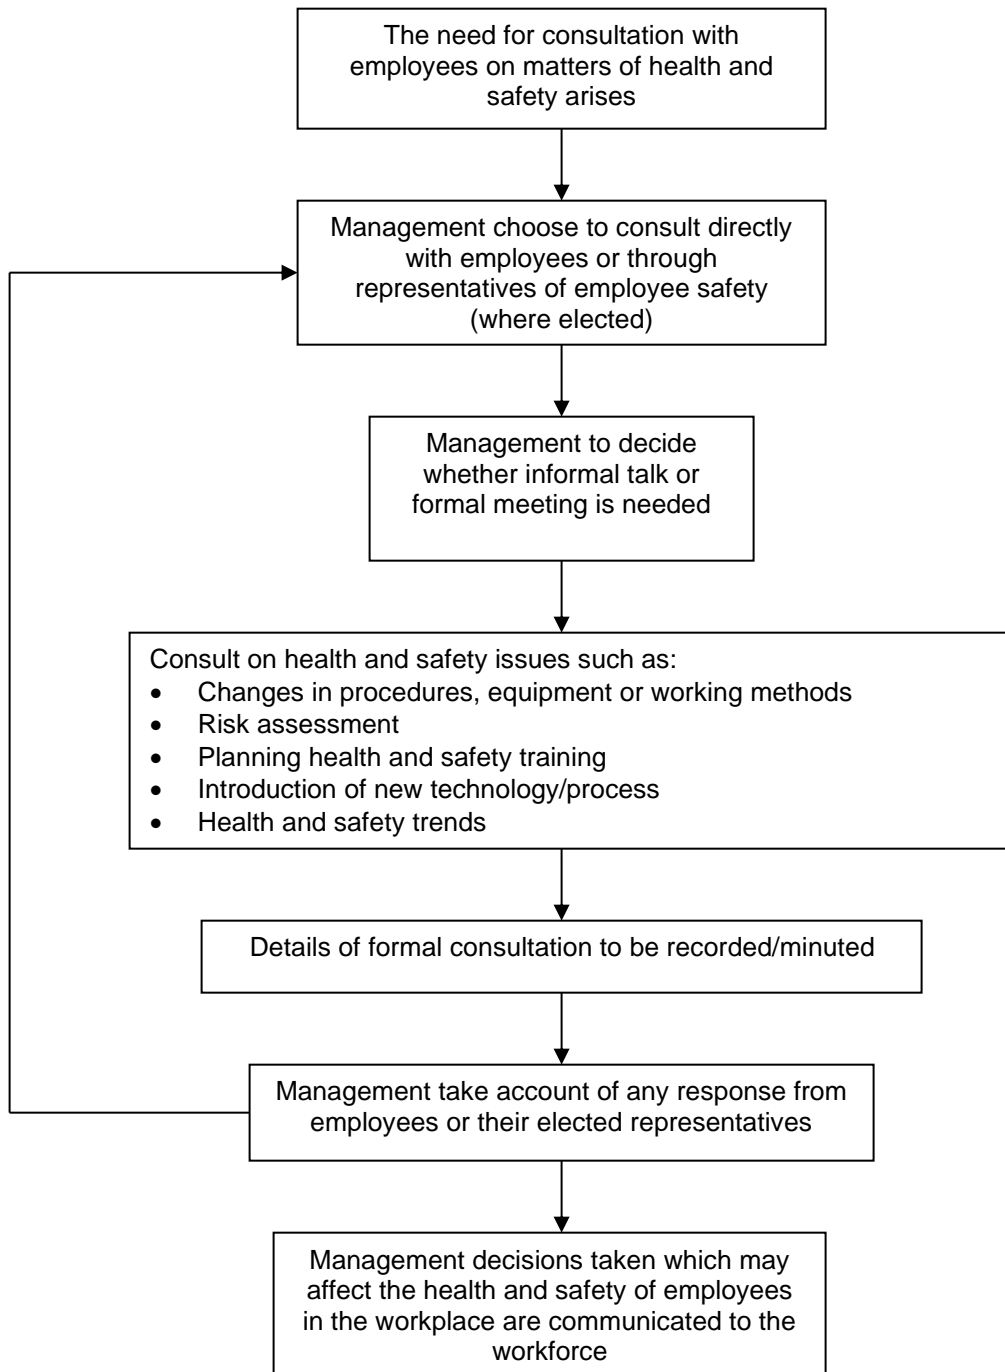 The need for consultation with
employees on matters of health and
safety arises
Management choose to consult directly
with employees or through
representatives of employee safety
(where elected)
Management to decide
whether informal talk or
formal meeting is needed
Consult on health and safety issues such as:
• Changes in procedures, equipment or working methods
• Risk assessment
• Planning health and safety training
• Introduction of new technology/process
• Health and safety trends
Details of formal consultation to be recorded/minuted
Management take account of any response from
employees or their elected representatives
Management decisions taken which may
affect the health and safety of employees
in the workplace are communicated to the
workforce